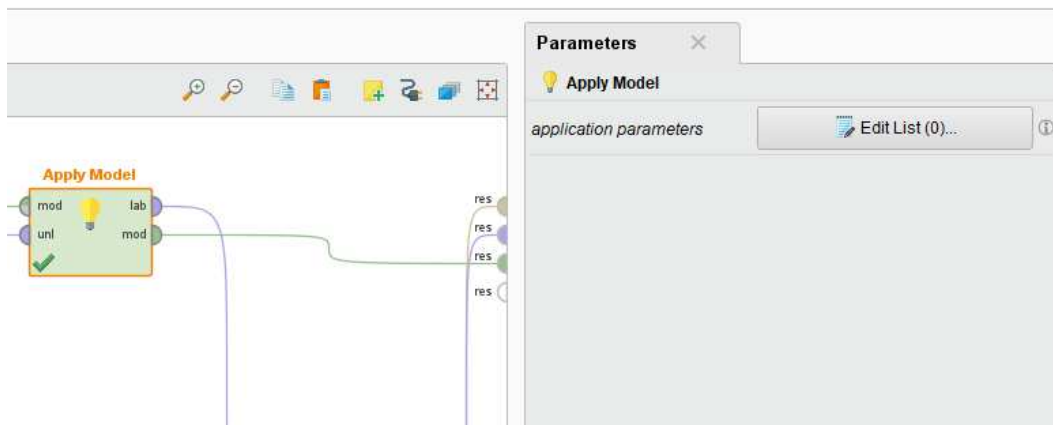 Parameters
Apply Model
application parameters
Edit List (0)...
Apply Model
mod lab
unl mod
res
res
res
res